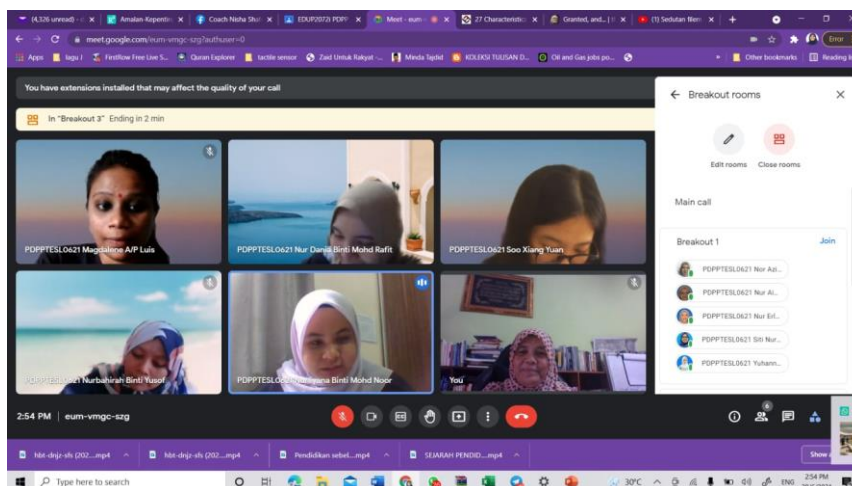 (4,326 unread) -
Amalan-Kepentin
Coach Nisha Shal
EDUP2072i PDPP
Meet - eum-
27 Characteristic
Granted, and... | T
(1) Sedutan film
meet.google.com/eum-vmgc-szg?authuser=0
Error
Apps
lagu J
FirstRow Free Live S...
Quran Explorer
tactile sensor
Zaid Untuk Rakyat -...
Minda Tajdid
KOLEKSI TULISAN D...
Oil and Gas jobs po...
»
Other bookmarks
Reading li
You have extensions installed that may affect the quality of your call
In "Breakout 3" Ending in 2 min
PDPPTESL0621 Magdalene A/P Luis
PDPPTESL0621 Nur Dania Binti Mohd Rafit
PDPPTESL0621 Soo Xiang Yuan
PDPPTESL0621 Nurbahirah Binti Yusof
Binti Mohd Noor
You
Breakout rooms
Edit rooms
Close rooms
Main call
Breakout 1
Join
PDPPTESL0621 Nor Azi...
PDPPTESL0621 Nur Ai...
PDPPTESL0621 Nur Erl...
PDPPTESL0621 Siti Nur...
PDPPTESL0621 Yuhann...
2:54 PM | eum-vmgc-szg
6
hbt-dnjz-sfs (202....mp4
hbt-dnjz-sfs (202....mp4
Pendidikan sebel....mp4
SEJARAH PENDID....mp4
Show a
Type here to search
30°C
ENG
2:54 PM